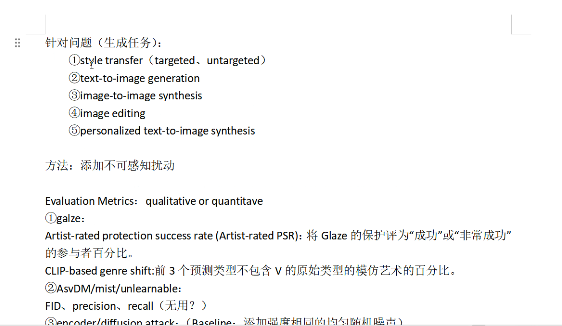 针对问题（生成任务）：
①style transfer（targeted、untargeted）
②text-to-image generation
③image-to-image synthesis
④image editing
⑤personalized text-to-image synthesis
方法：添加不可感知扰动
Evaluation Metrics：qualitative or quantitave
①galze：
Artist-rated protection success rate (Artist-rated PSR)：将 Glaze 的保护评为“成功”或“非常成功”
的参与者百分比。
CLIP-based genre shift:前 3 个预测类型不包含 V 的原始类型的模仿艺术的百分比。
②AsvDM/mist/unlearnable：
FID、precision、recall（无用？）
③encoder/diffusion attack：（Baseline：添加强度相同的均匀随机噪声）